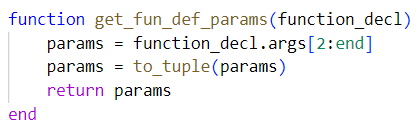 function get_fun_def_params(function_decl)
    params = function_decl.args[2:end]
    params = to_tuple(params)
    return params
end